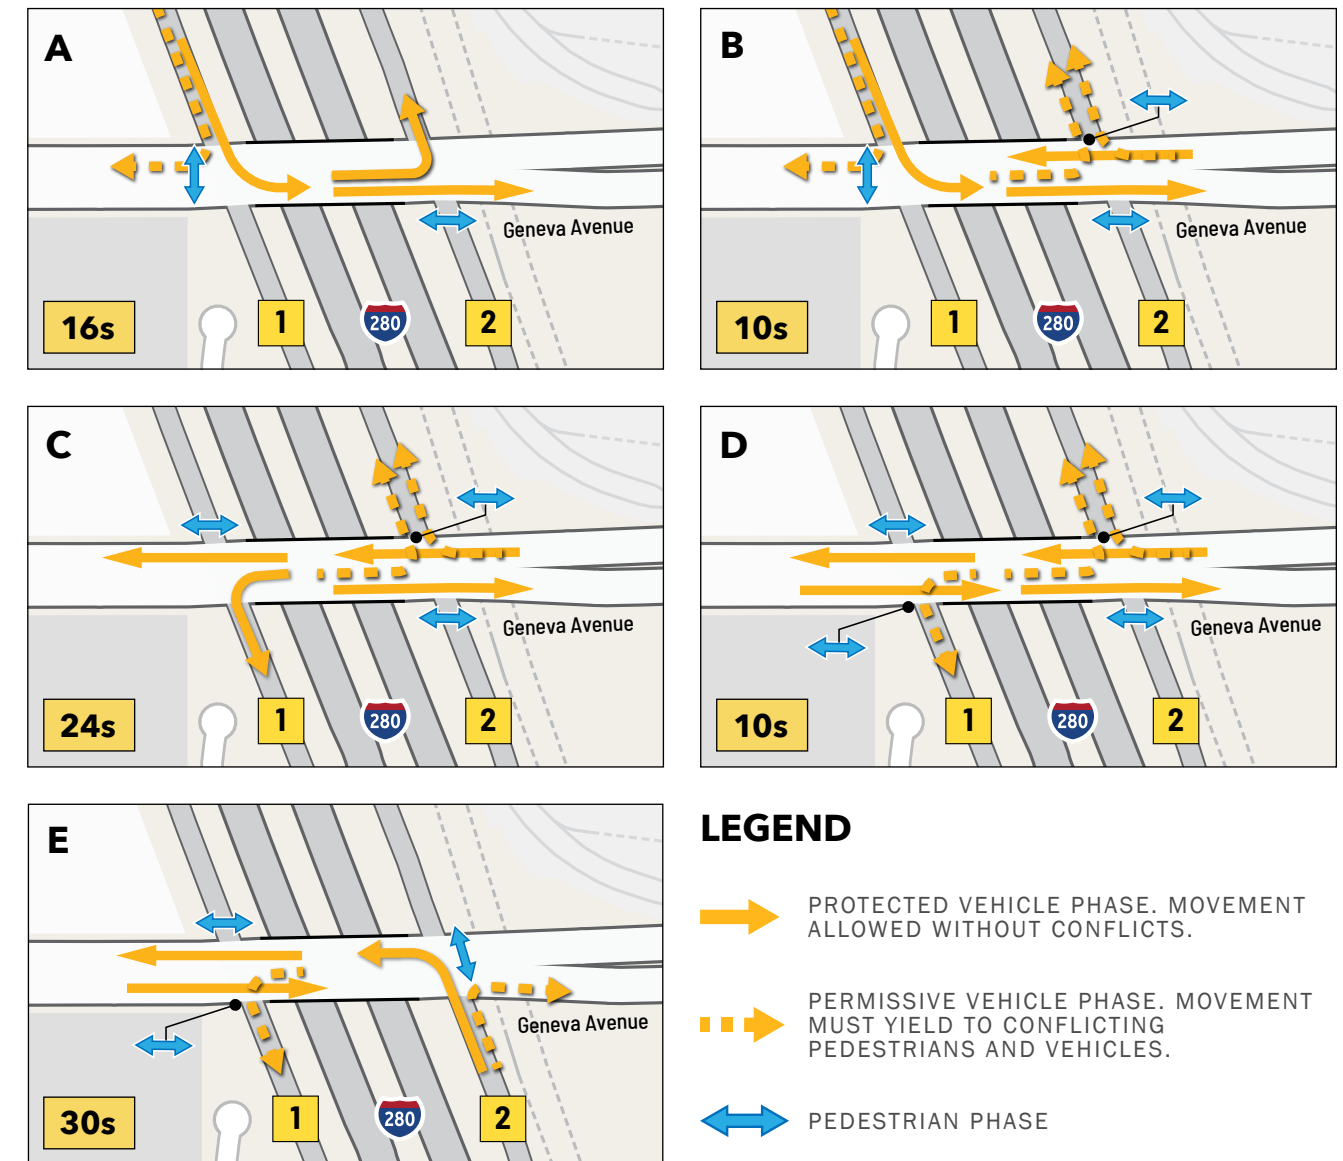 A
Geneva Avenue
16s
1
280
2
B
Geneva Avenue
10s
1
280
2
C
Geneva Avenue
24s
1
280
2
D
Geneva Avenue
10s
1
280
2
E
Geneva Avenue
30s
1
280
2
LEGEND
PROTECTED VEHICLE PHASE. MOVEMENT
ALLOWED WITHOUT CONFLICTS.
PERMISSIVE VEHICLE PHASE. MOVEMENT
MUST YIELD TO CONFLICTING
PEDESTRIANS AND VEHICLES.
PEDESTRIAN PHASE